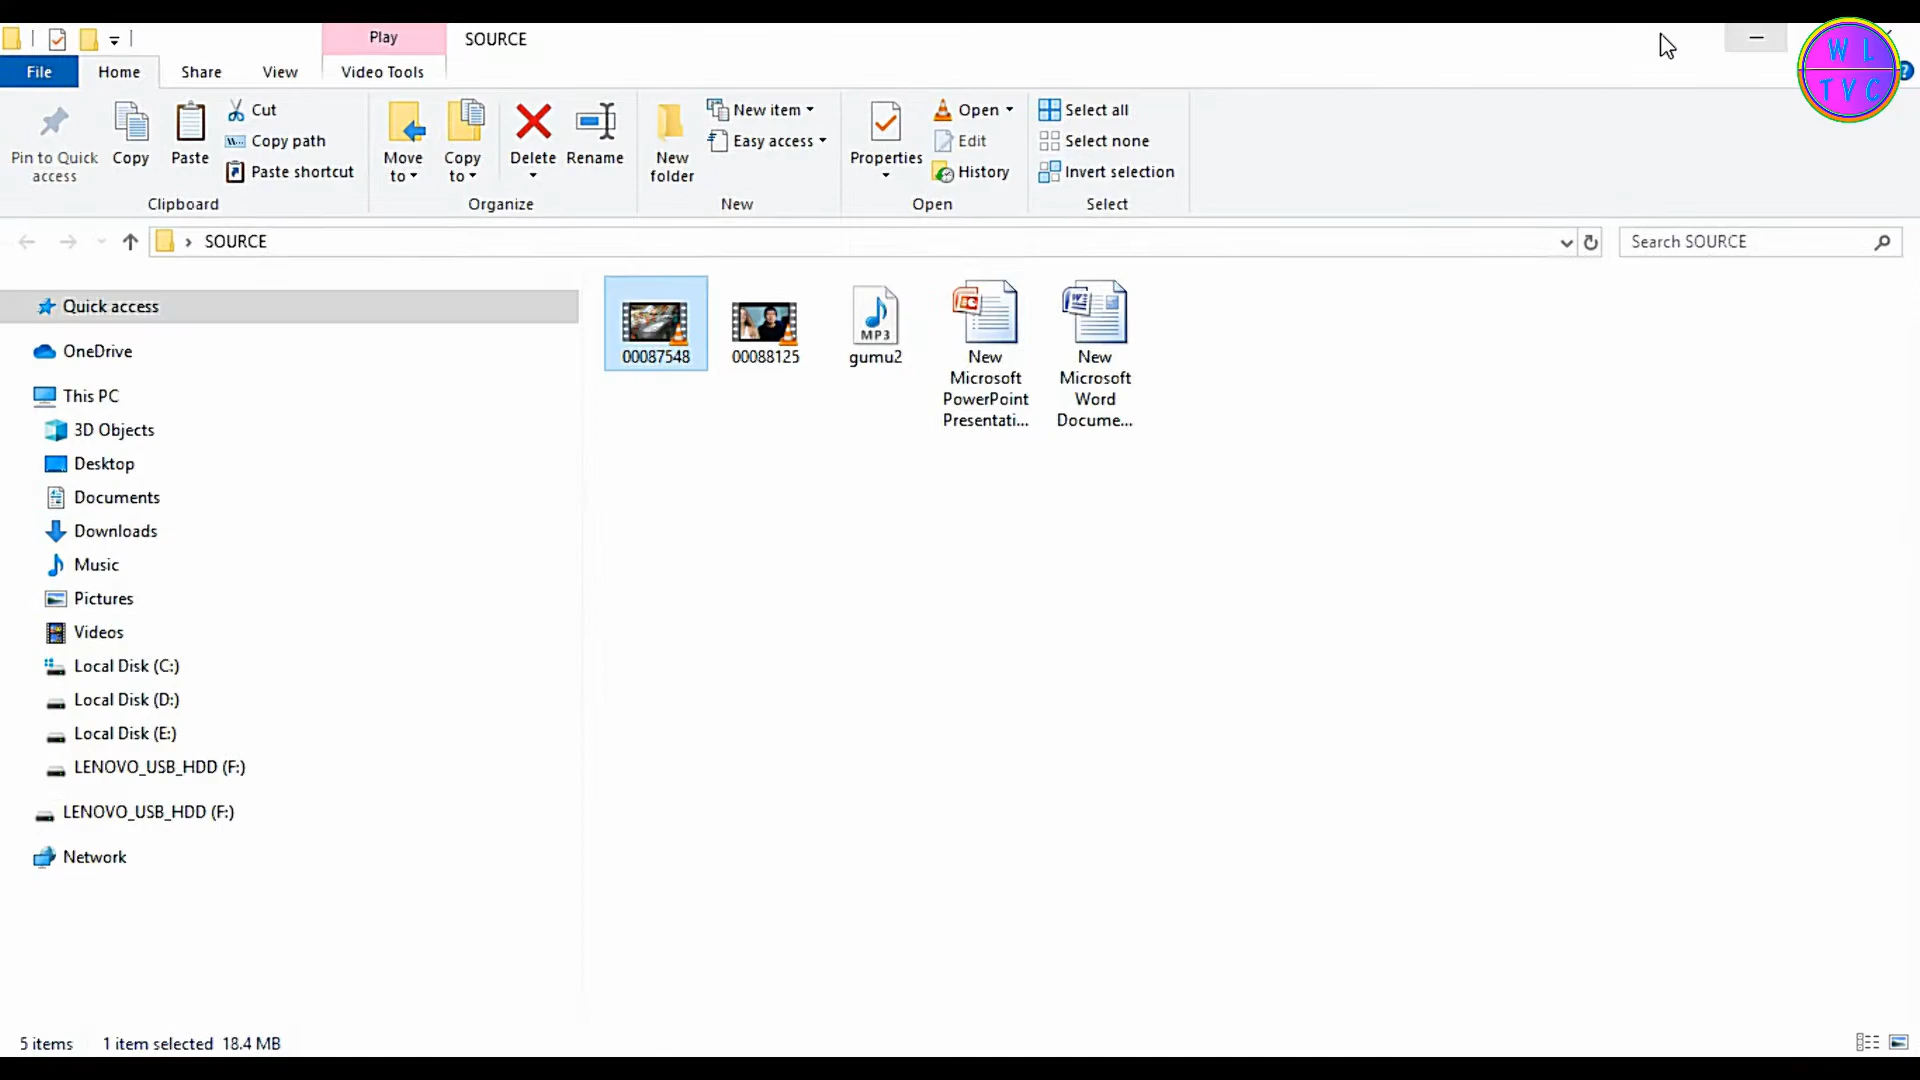 Play
SOURCE
W L
T V C
File
Home
Share
View
Video Tools
Pin to Quick
access
Copy
Paste
Cut
Copy path
Paste shortcut
Clipboard
Move
to
Copy
to
Delete
Rename
Organize
New
folder
New item
Easy access
New
Properties
Open
Edit
History
Open
Select all
Select none
Invert selection
Select
SOURCE
Search SOURCE
Quick access
OneDrive
This PC
3D Objects
Desktop
Documents
Downloads
Music
Pictures
Videos
Local Disk (C:)
Local Disk (D:)
Local Disk (E:)
LENOVO_USB_HDD (F:)
LENOVO_USB_HDD (F:)
Network
00087548
00088125
MP3
gumu2
New
Microsoft
PowerPoint
Presentati...
New
Microsoft
Word
Docume...
5 items
1 item selected 18.4 MB